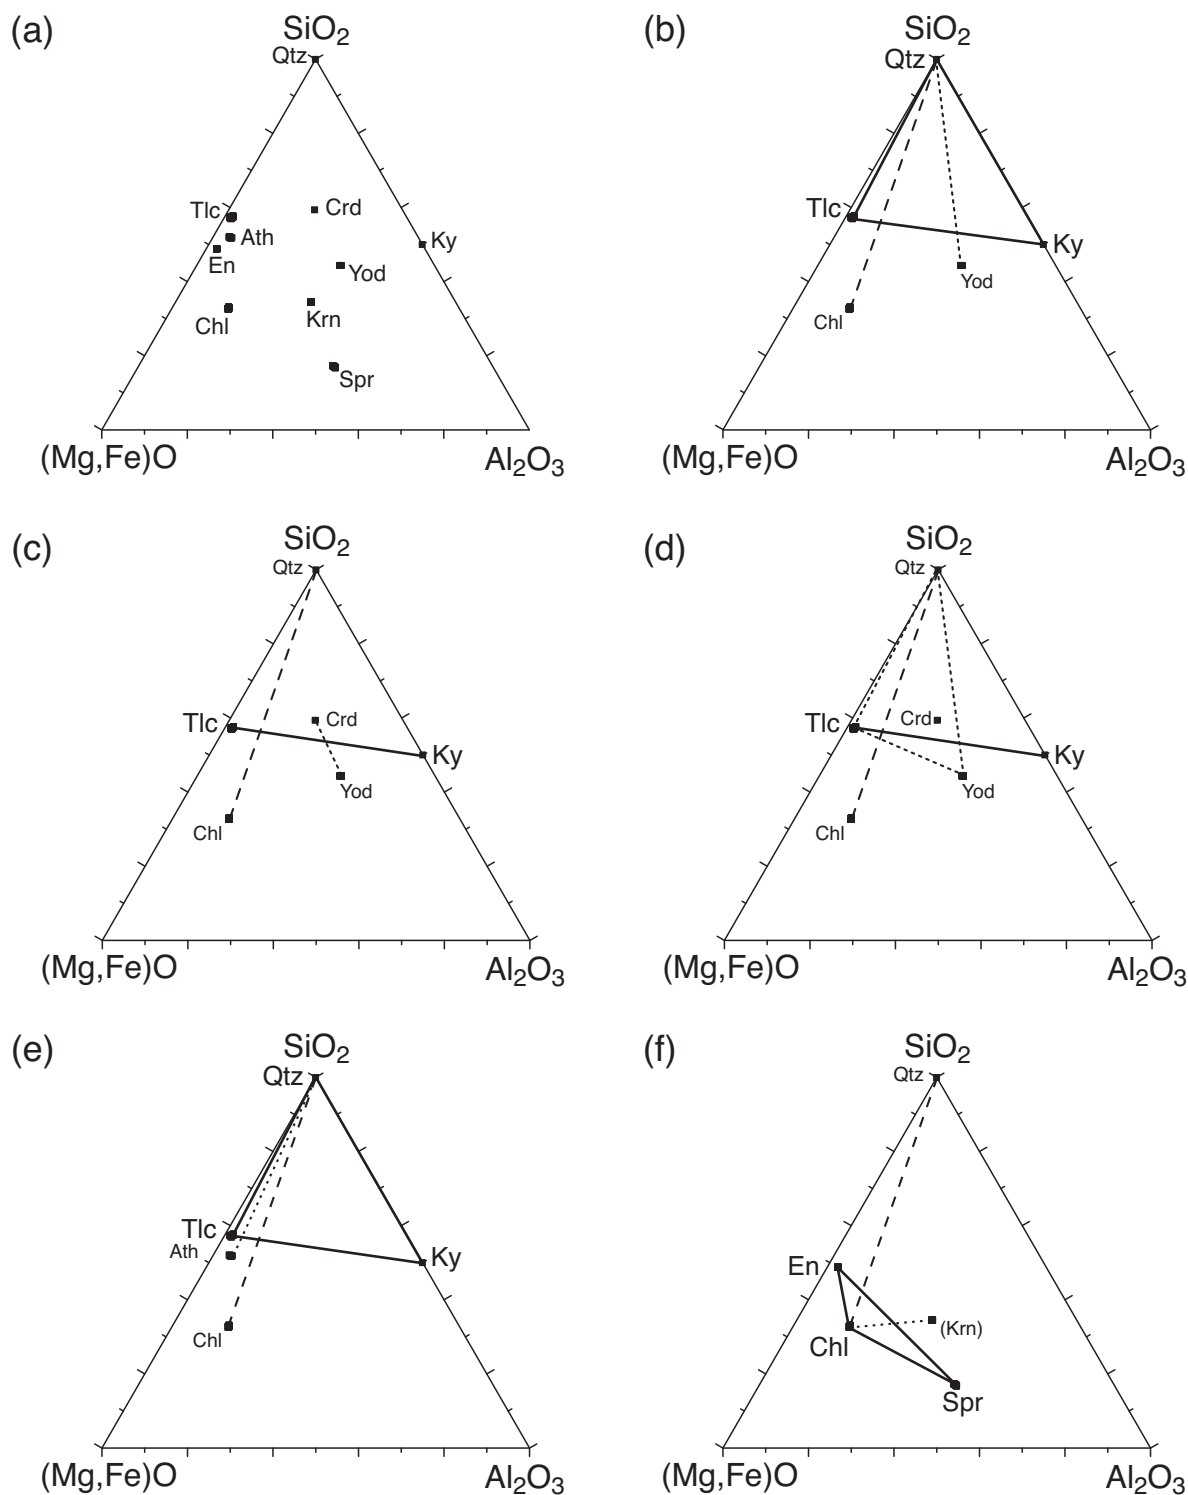 (a)
SiO2
Qtz
Tlc
Crd
Ath
Ky
En
Yod
Chl
Krn
Spr
(Mg,Fe)O
Al2O3
(b)
SiO2
Qtz
Tlc
Ky
Yod
Chl
(Mg,Fe)O
Al2O3
(c)
SiO2
Qtz
Tlc
Crd
Ky
Yod
Chl
(Mg,Fe)O
Al2O3
(d)
SiO2
Qtz
Tlc
Crd
Ky
Yod
Chl
(Mg,Fe)O
Al2O3
(e)
SiO2
Qtz
Tlc
Ath
Ky
Chl
(Mg,Fe)O
Al2O3
(f)
SiO2
Qtz
En
(Krn)
Chl
Spr
(Mg,Fe)O
Al2O3